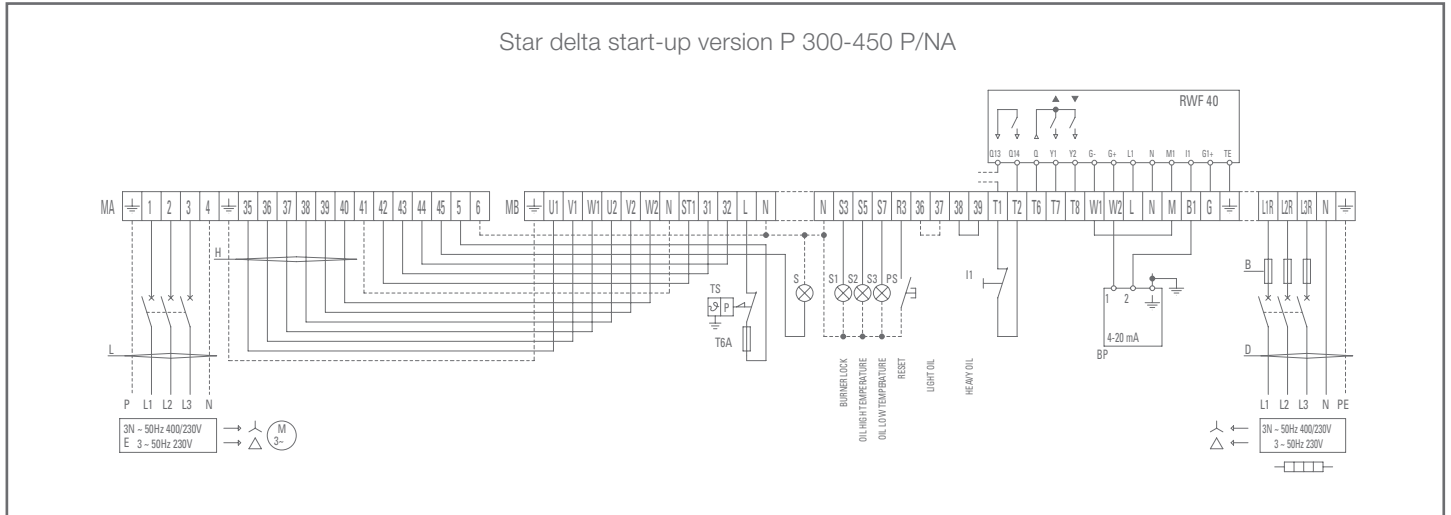 Star delta start-up version P 300-450 P/NA
RWF 40
Q13 Q14 Q Y1 Y2 G- G+ L1 N M1 I1 G1+ TE
MA 1 2 3 4 35 36 37 38 39 40 41 42 43 44 45 5 6
MB U1 V1 W1 U2 V2 W2 N ST1 31 32 L N
N S3 S5 S7 R3 36 37 38 39 T1 T2 T6 T7 T8 W1 W2 L N M B1 G
L1R L2R L3R N
H
TS
P
T6A
S
S1 S2 S3 PS
I1
1 2
4-20 mA
BP
B
D
L
BURNER LOCK
OIL HIGH TEMPERATURE
OIL LOW TEMPERATURE
RESET
LIGHT OIL
HEAVY OIL
P L1 L2 L3 N
3N ~ 50Hz 400/230V
E 3 ~ 50Hz 230V
M
3~
L1 L2 L3 N PE
3N ~ 50Hz 400/230V
3 ~ 50Hz 230V